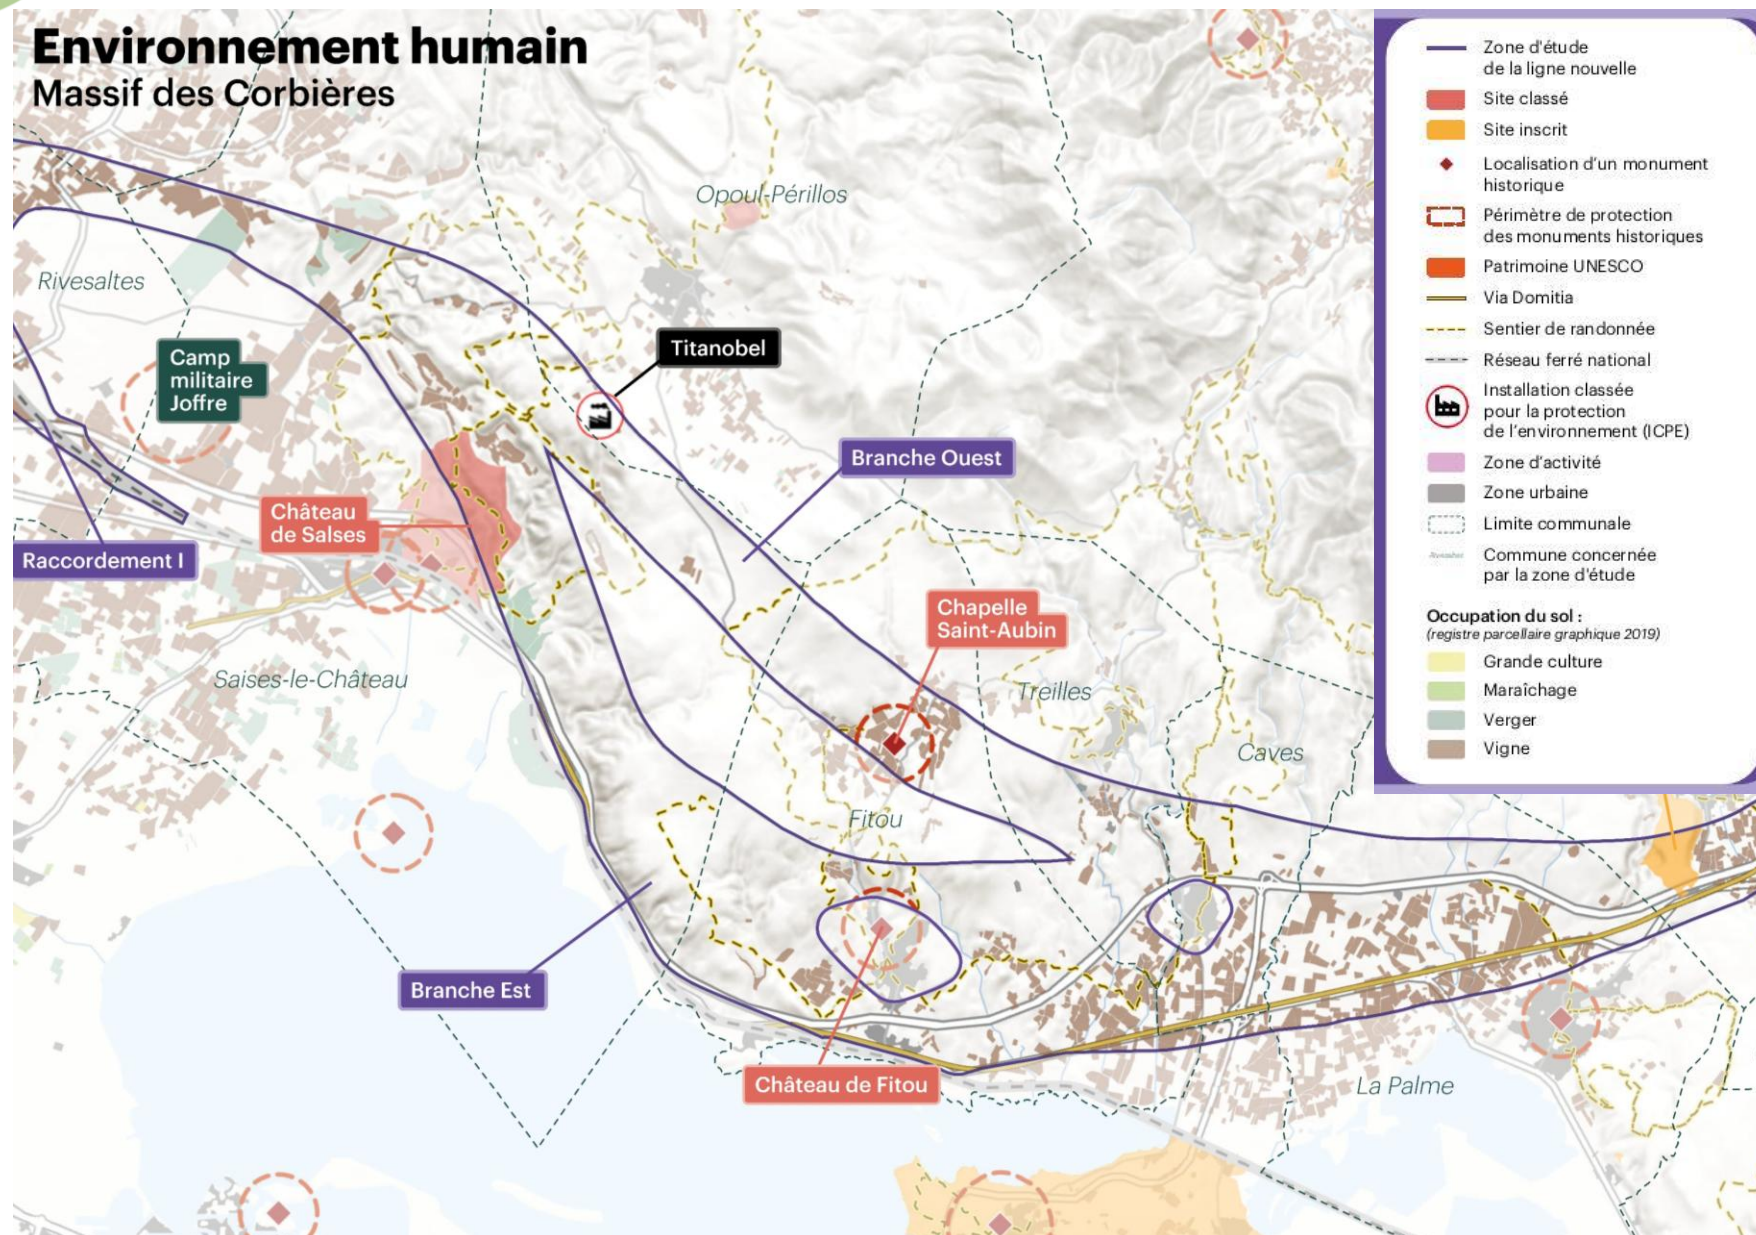 Environnement humain
Massif des Corbières
Opoul-Périllos
Rivesaltes
Camp
militaire
Joffre
Titanobel
Branche Ouest
Château
de Salses
Raccordement I
Chapelle
Saint-Aubin
Saises-le-Château
Treilles
Caves
Fitou
Branche Est
Château de Fitou
La Palme
Zone d'étude
de la ligne nouvelle
Site classé
Site inscrit
Localisation d'un monument
historique
Périmètre de protection
des monuments historiques
Patrimoine UNESCO
Via Domitia
Sentier de randonnée
Réseau ferré national
Installation classée
pour la protection
de l'environnement (ICPE)
Zone d'activité
Zone urbaine
Limite communale
Rivesaltes
Commune concernée
par la zone d'étude
Occupation du sol :
(registre parcellaire graphique 2019)
Grande culture
Maraîchage
Verger
Vigne